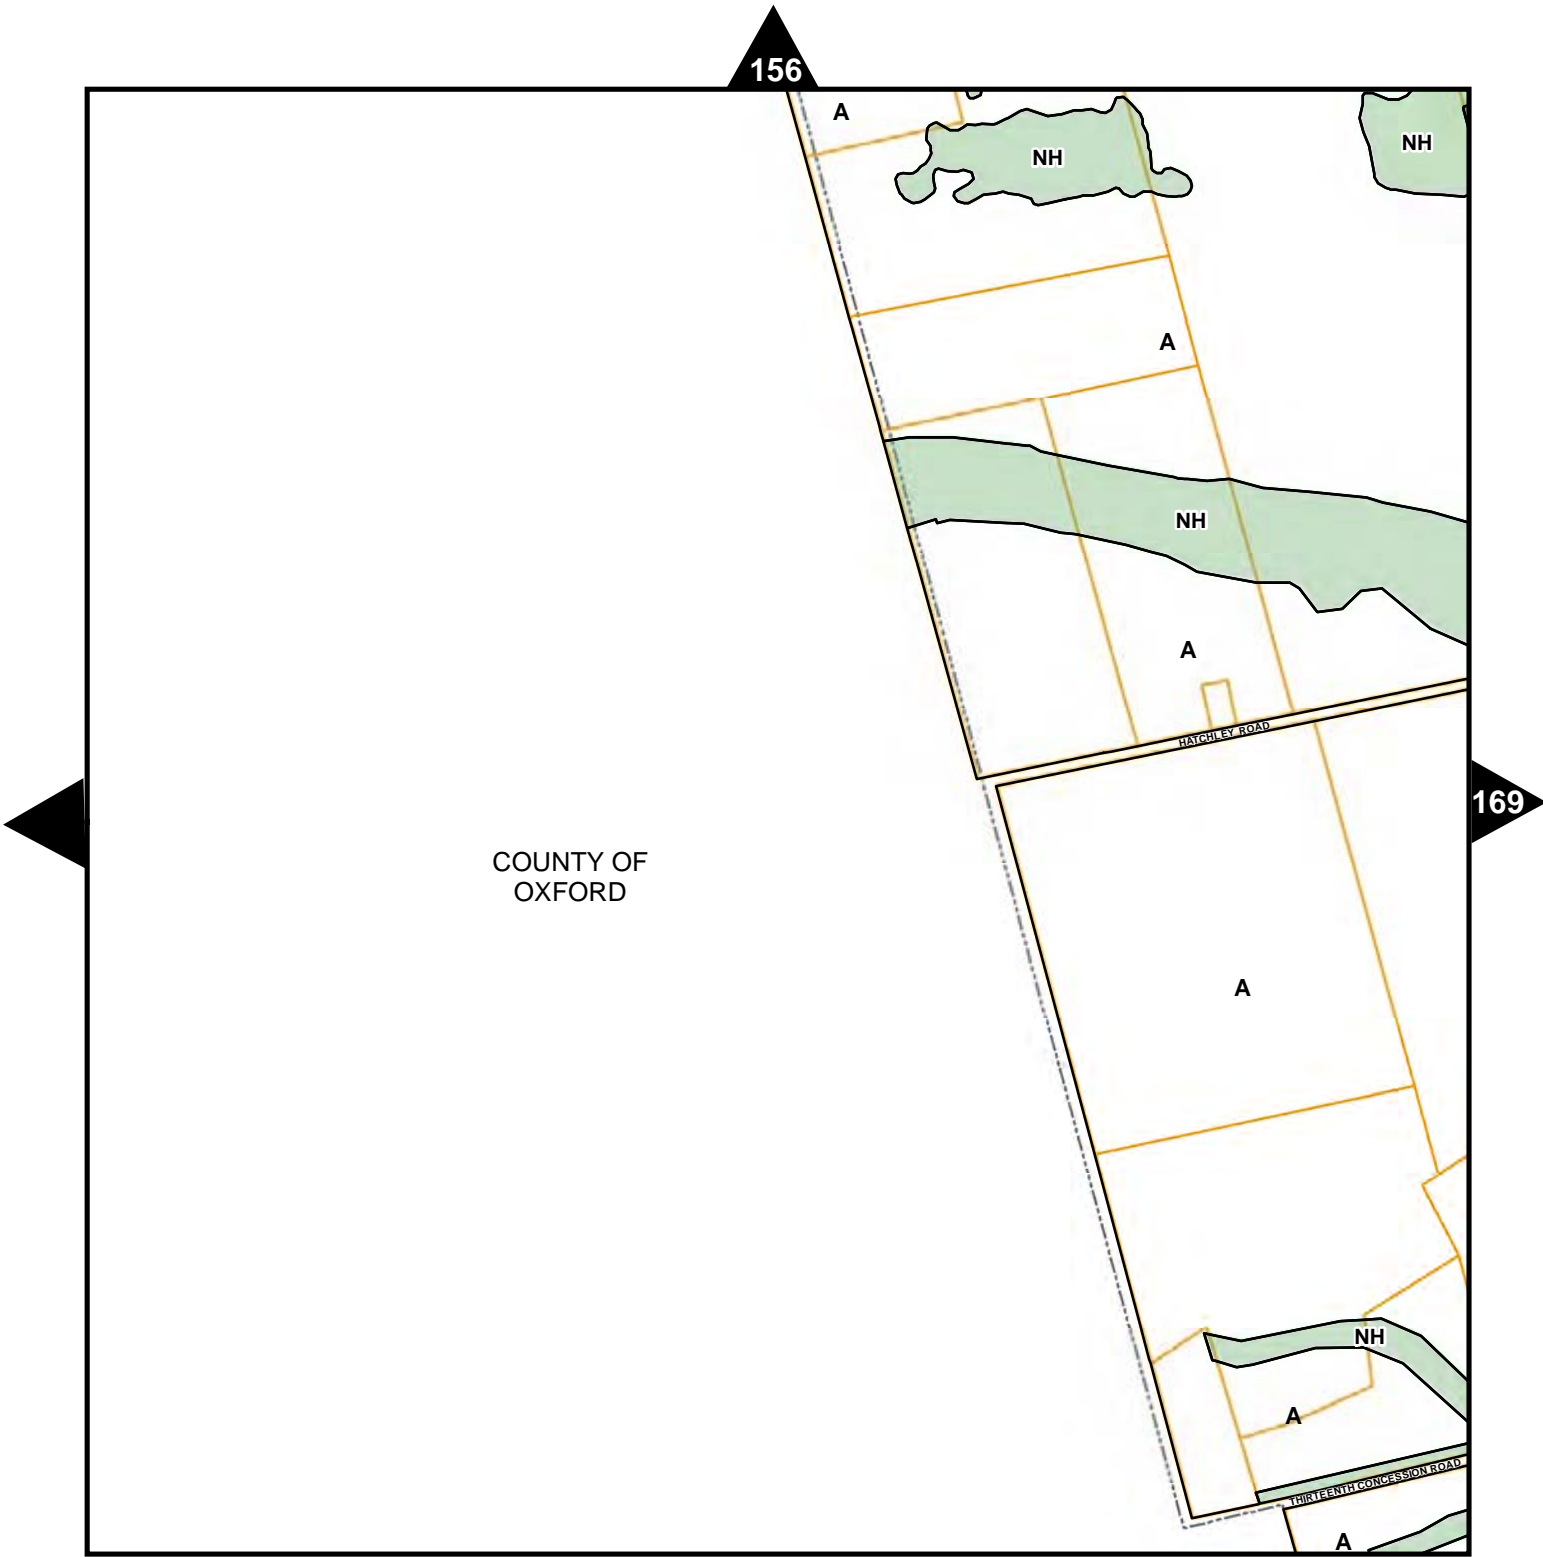 156
A
NH
NH
A
NH
A
HATCHLEY ROAD
169
COUNTY OF
OXFORD
A
NH
A
THIRTEENTH CONCESSION ROAD
A